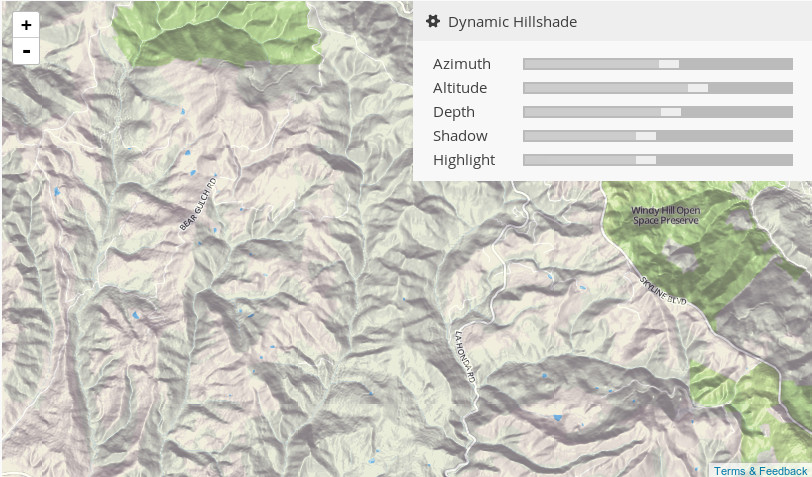 +
-
Dynamic Hillshade
Azimuth
Altitude
Depth
Shadow
Highlight
BEAR GULCH RD
Windy Hill Open
Space Preserve
SKYLINE BLVD
LA HONDA RD
Terms & Feedback